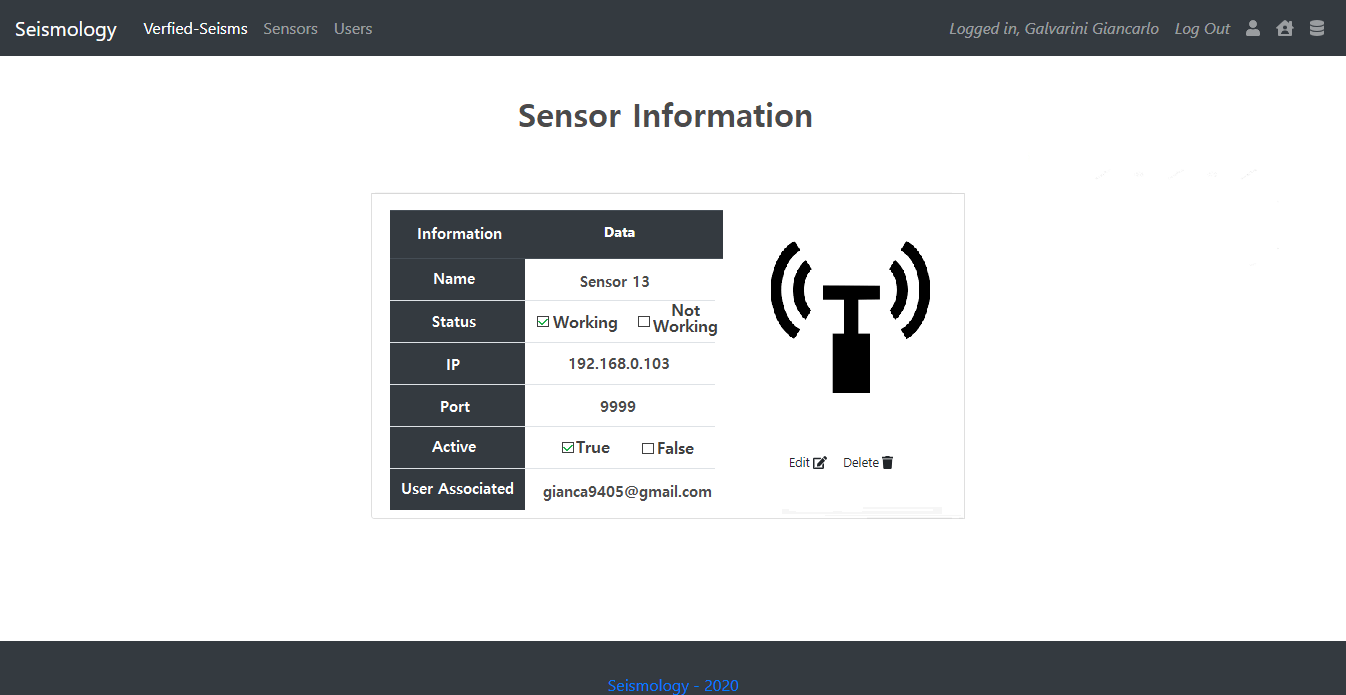 Seismology Verfied-Seisms Sensors Users Logged in, Galvarini Giancarlo Log Out
Sensor Information
Information Data
Name Sensor 13
Status Working Not Working
IP 192.168.0.103
Port 9999
Active True False
User Associated gianca9405@gmail.com
Edit Delete
Seismology - 2020